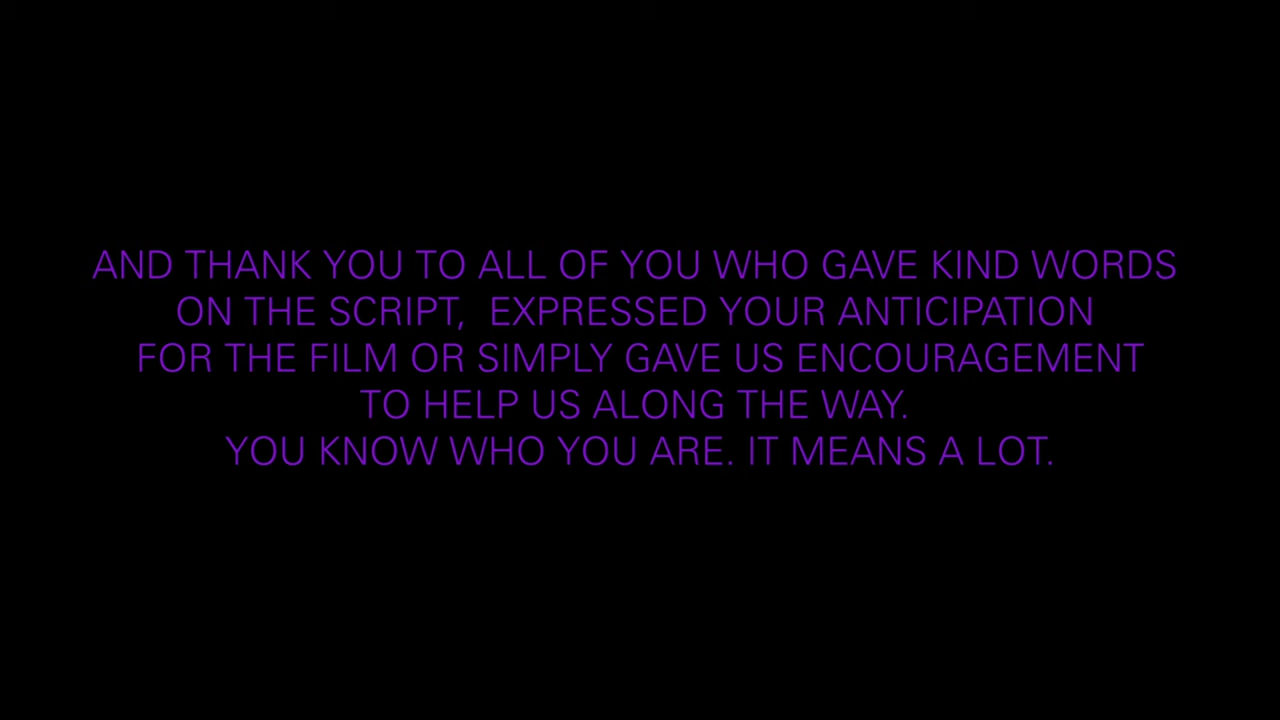 AND THANK YOU TO ALL OF YOU WHO GAVE KIND WORDS
ON THE SCRIPT,  EXPRESSED YOUR ANTICIPATION
FOR THE FILM OR SIMPLY GAVE US ENCOURAGEMENT
TO HELP US ALONG THE WAY.
YOU KNOW WHO YOU ARE. IT MEANS A LOT.